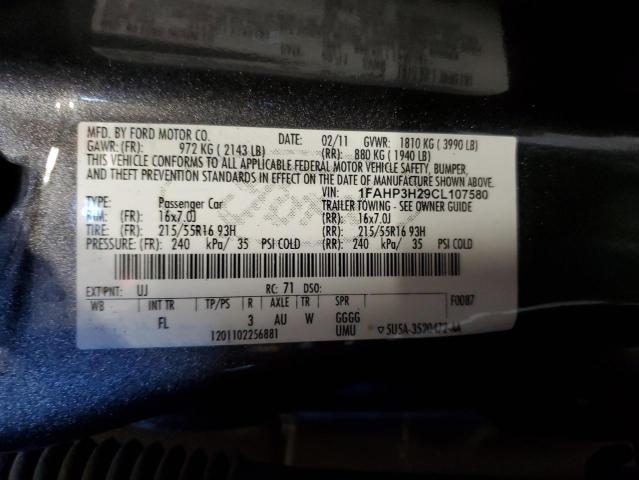 MFD. BY FORD MOTOR CO. DATE: 02/11 GVWR: 1810 KG ( 3990 LB)
GAWR: (FR): 972 KG ( 2143 LB) (RR): 880 KG ( 1940 LB)
THIS VEHICLE CONFORMS TO ALL APPLICABLE FEDERAL MOTOR VEHICLE SAFETY, BUMPER,
AND THEFT PREVENTION STANDARDS IN EFFECT ON THE DATE OF MANUFACTURE SHOWN ABOVE.
VIN: 1FAHP3H29CL107580
TYPE: Passenger Car TRAILER TOWING - SEE OWNER GUIDE
RIM: (FR): 16x7.0J (RR): 16x7.0J
TIRE: (FR): 215/55R16 93H (RR): 215/55R16 93H
PRESSURE: (FR): 240 kPa/ 35 PSI COLD (RR): 240 kPa/ 35 PSI COLD
EXT PNT: UJ RC: 71 DSO:
WB INT TR TP/PS R AXLE TR SPR F0087
FL 3 AU W GGGG
1201102256881 UMU